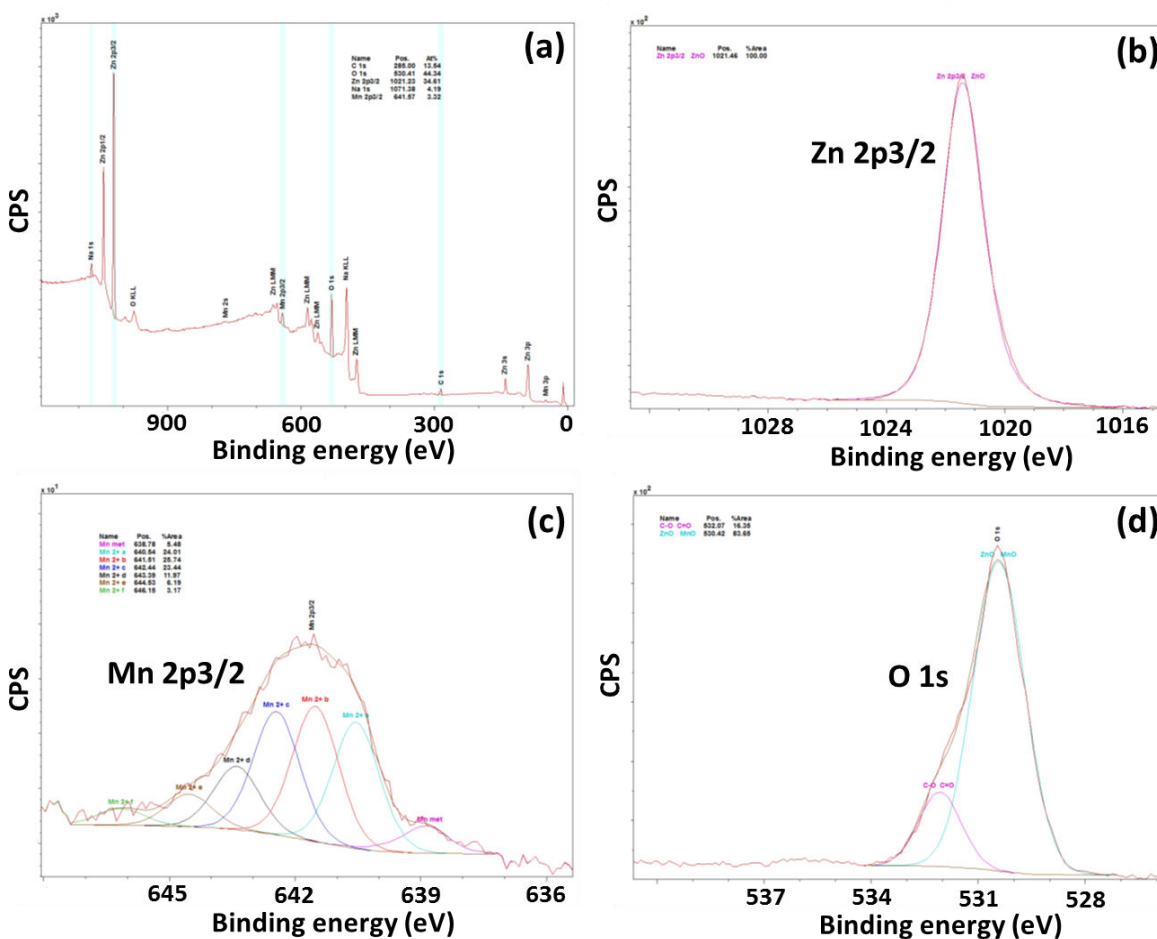 x 10³
(a)
Name Pos. At%
C 1s 285.00 13.54
O 1s 530.41 44.34
Zn 2p3/2 1021.23 34.61
Na 1s 1071.38 4.19
Mn 2p3/2 641.57 3.32
Na 1s
Zn 2p1/2
Zn 2p3/2
O KLL
Mn 2s
Zn LMM
Mn 2p3/2
Zn LMM
Zn LMM
O 1s
Na KLL
Zn LMM
C 1s
Zn 3s
Zn 3p
Mn 3p
CPS
900 600 300 0
Binding energy (eV)
x 10²
(b)
Name Pos. %Area
Zn 2p3/2 ZnO 1021.46 100.00
Zn 2p3/2 ZnO
Zn 2p3/2
CPS
1028 1024 1020 1016
Binding energy (eV)
x 10¹
(c)
Name Pos. %Area
Mn met 638.78 5.48
Mn 2+ a 640.54 24.01
Mn 2+ b 641.51 25.74
Mn 2+ c 642.44 23.44
Mn 2+ d 643.39 11.97
Mn 2+ e 644.53 6.19
Mn 2+ f 646.15 3.17
Mn 2p3/2
Mn 2p3/2
Mn 2+ f
Mn 2+ e
Mn 2+ d
Mn 2+ c
Mn 2+ b
Mn 2+ a
Mn met
CPS
645 642 639 636
Binding energy (eV)
x 10²
(d)
Name Pos. %Area
C-O C=O 532.07 16.35
ZnO MnO 530.42 83.65
O 1s
ZnO MnO
O 1s
C-O C=O
CPS
537 534 531 528
Binding energy (eV)